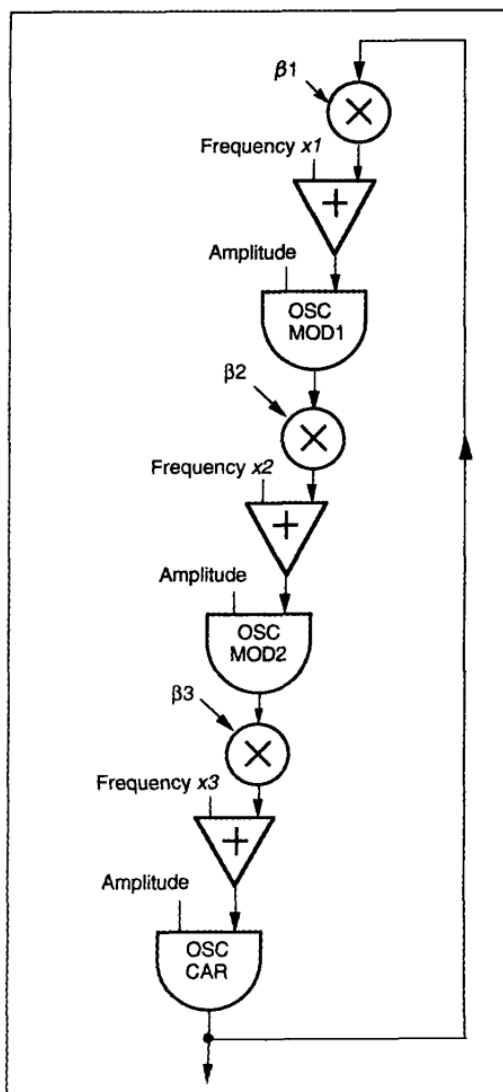 β1
×
Frequency x1
+
Amplitude
OSC
MOD1
β2
×
Frequency x2
+
Amplitude
OSC
MOD2
β3
×
Frequency x3
+
Amplitude
OSC
CAR